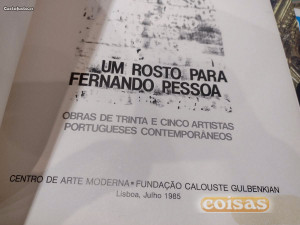 UM ROSTO PARA
FERNANDO PESSOA
OBRAS DE TRINTA E CINCO ARTISTAS
PORTUGUESES CONTEMPORÂNEOS
CENTRO DE ARTE MODERNA • FUNDAÇÃO CALOUSTE GULBENKIAN
Lisboa, Julho 1985
coisas